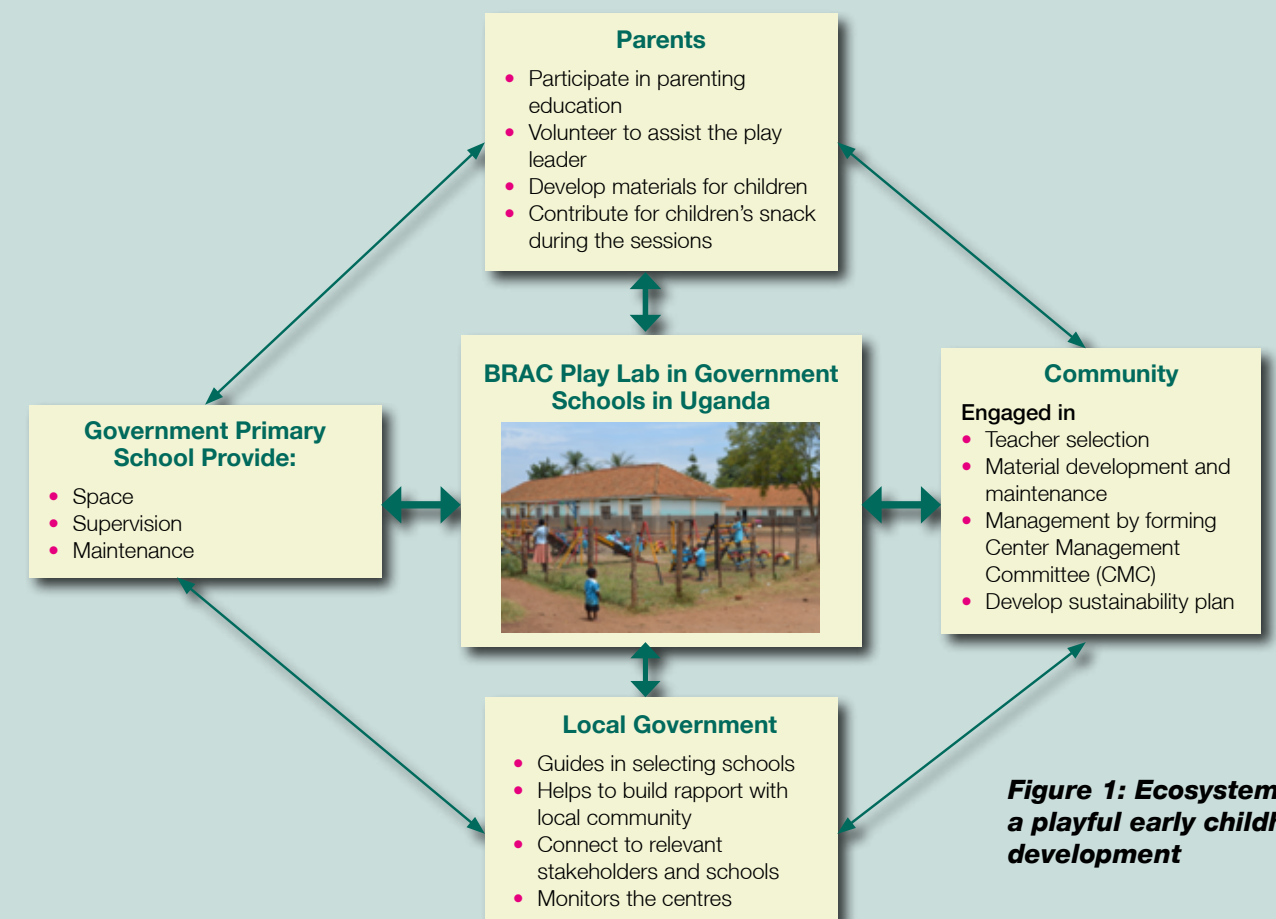 Parents
• Participate in parenting
education
• Volunteer to assist the play
leader
• Develop materials for children
• Contribute for children's snack
during the sessions
BRAC Play Lab in Government
Schools in Uganda
Government Primary
School Provide:
• Space
• Supervision
• Maintenance
Community
Engaged in
• Teacher selection
• Material development and
maintenance
• Management by forming
Center Management
Committee (CMC)
• Develop sustainability plan
Local Government
• Guides in selecting schools
• Helps to build rapport with
local community
• Connect to relevant
stakeholders and schools
• Monitors the centres
Figure 1: Ecosystem
a playful early childh
development